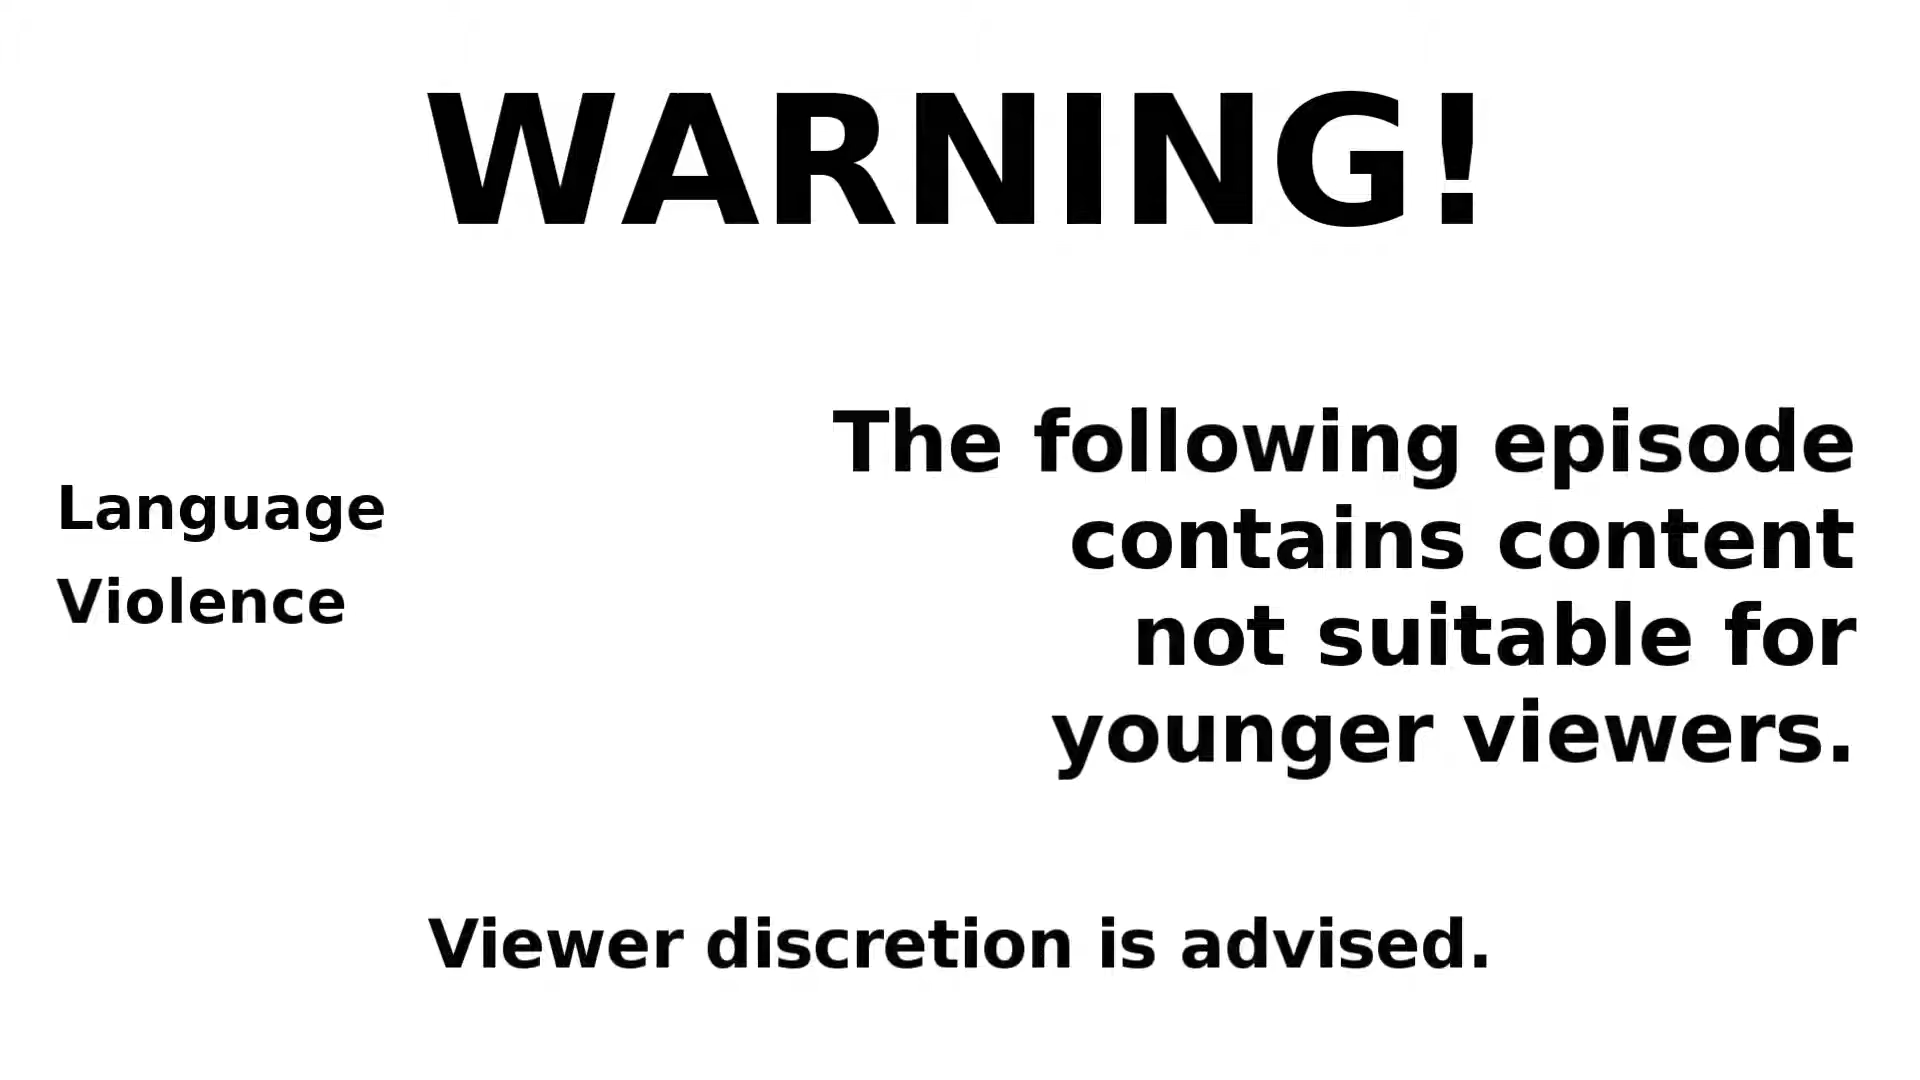 WARNING!
Language
Violence
The following episode
contains content
not suitable for
younger viewers.
Viewer discretion is advised.